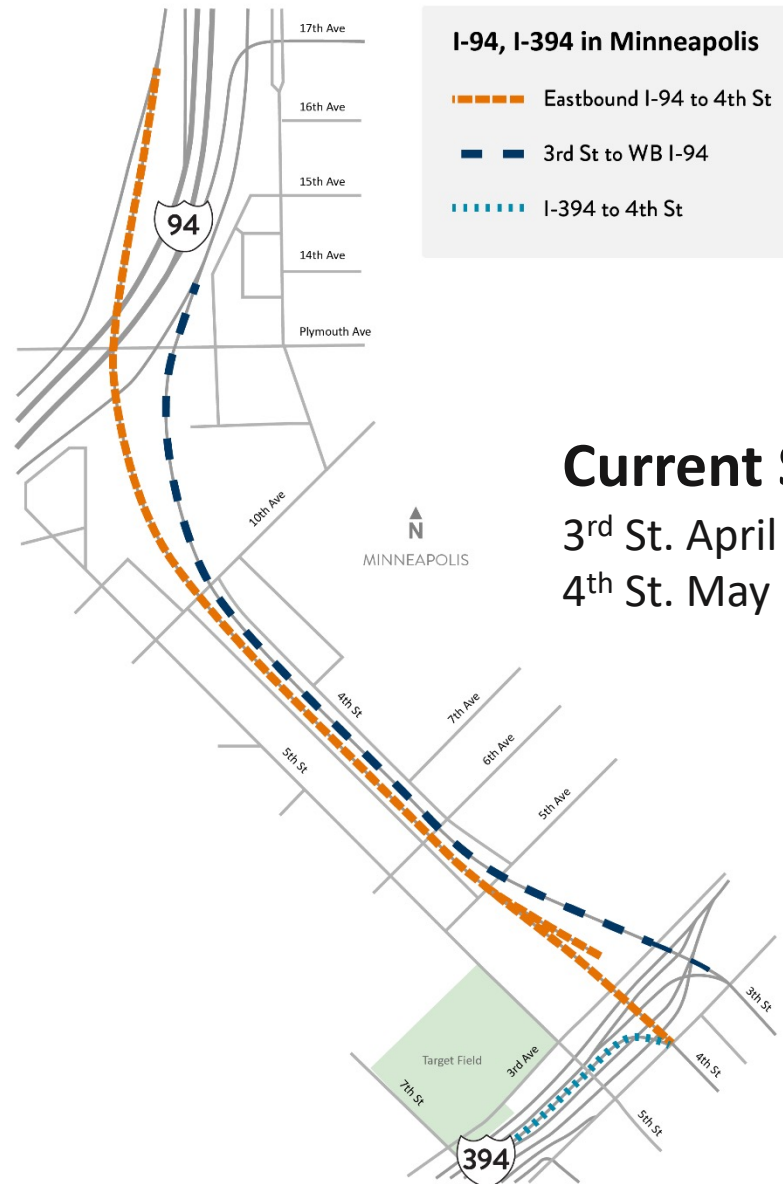 I-94, I-394 in Minneapolis
Eastbound I-94 to 4th St
3rd St to WB I-94
I-394 to 4th St
17th Ave
16th Ave
15th Ave
94
14th Ave
Plymouth Ave
10th Ave
N
MINNEAPOLIS
Current
3rd St. April
4th St. May
4th St
7th Ave
5th St
6th Ave
5th Ave
3rd St
Target Field
3rd Ave
4th St
7th St
5th St
394